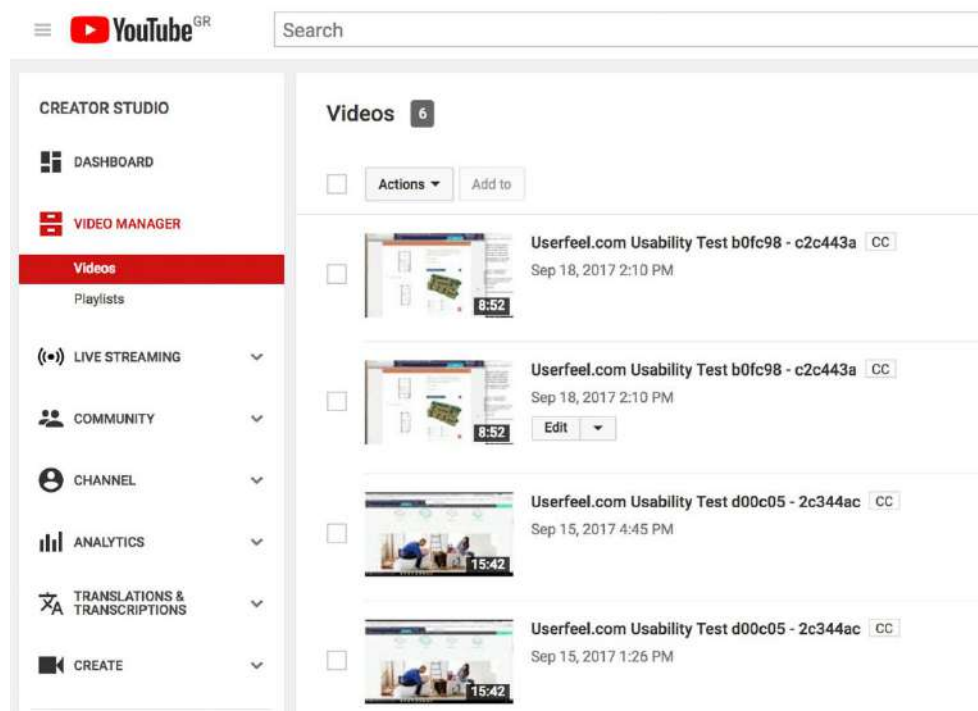 YouTube GR
Search
CREATOR STUDIO
DASHBOARD
VIDEO MANAGER
Videos
Playlists
((•)) LIVE STREAMING
COMMUNITY
CHANNEL
ANALYTICS
TRANSLATIONS &
TRANSCRIPTIONS
CREATE
Videos 6
Actions Add to
Userfeel.com Usability Test b0fc98 - c2c443a CC
Sep 18, 2017 2:10 PM
8:52
Userfeel.com Usability Test b0fc98 - c2c443a CC
Sep 18, 2017 2:10 PM
Edit
8:52
Userfeel.com Usability Test d00c05 - 2c344ac CC
Sep 15, 2017 4:45 PM
15:42
Userfeel.com Usability Test d00c05 - 2c344ac CC
Sep 15, 2017 1:26 PM
15:42